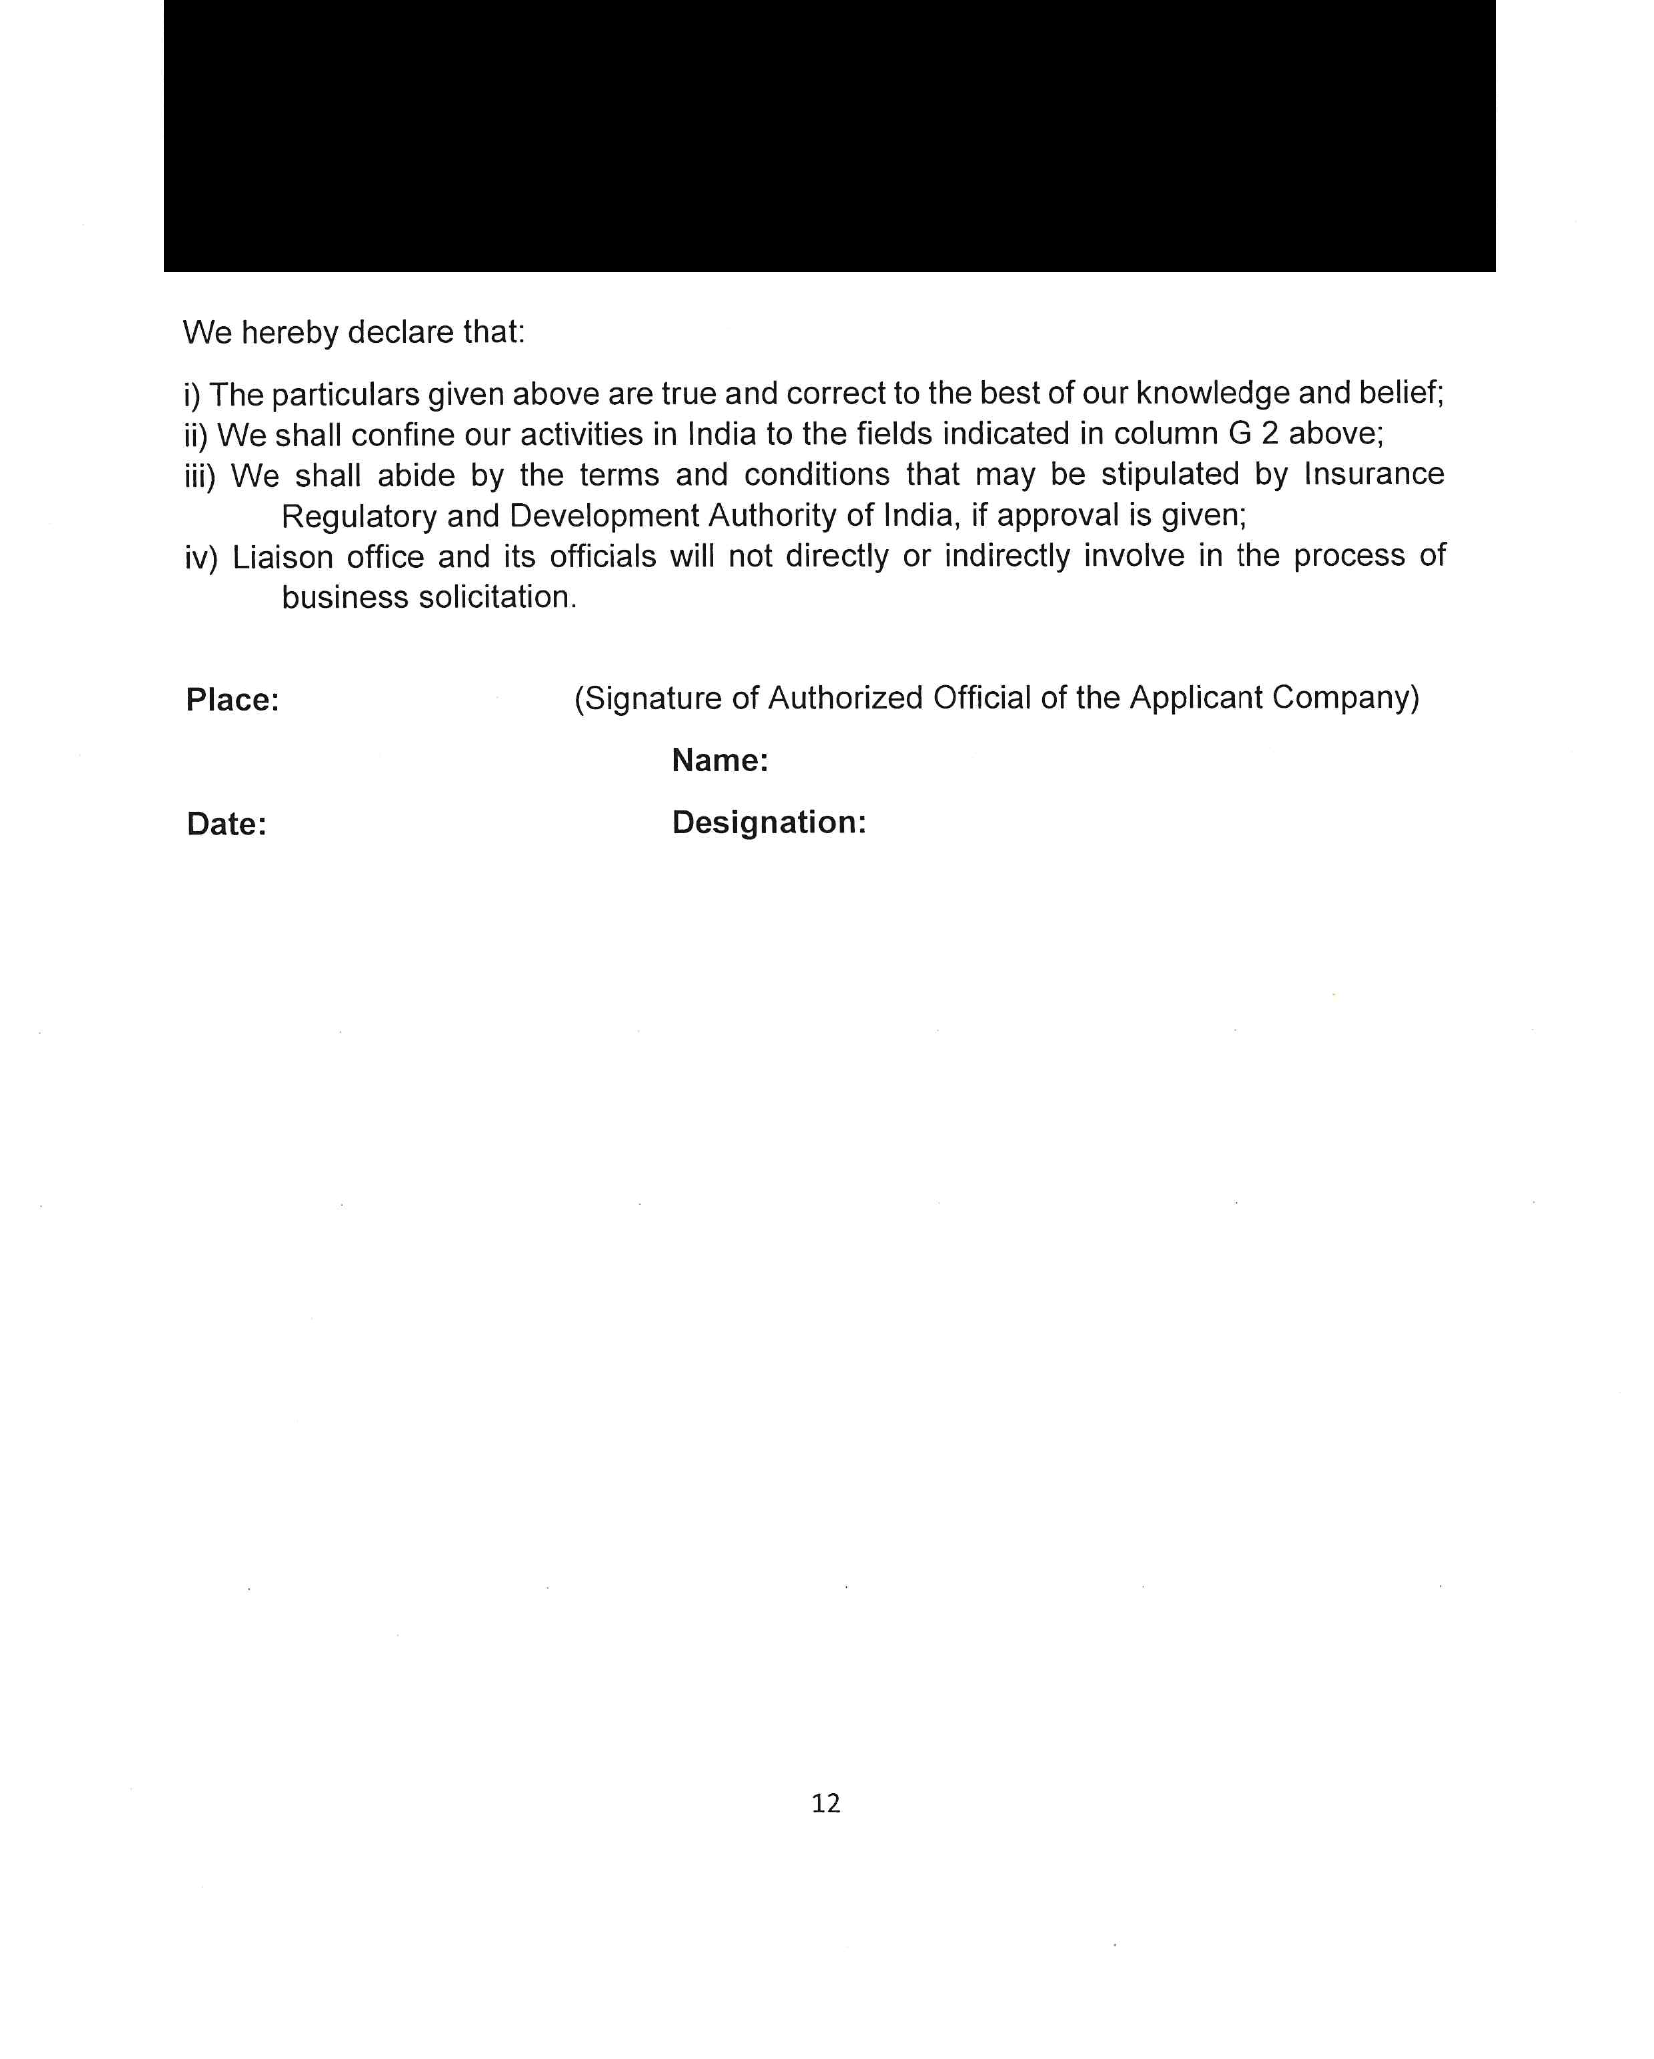 We hereby declare that:
i) The particulars given above are true and correct to the best of our knowledge and belief;
ii) We shall confine our activities in India to the fields indicated in column G 2 above;
iii) We shall abide by the terms and conditions that may be stipulated by Insurance
Regulatory and Development Authority of India, if approval is given;
iv) Liaison office and its officials will not directly or indirectly involve in the process of
business solicitation.
Place: (Signature of Authorized Official of the Applicant Company)
Name:
Date: Designation:
12